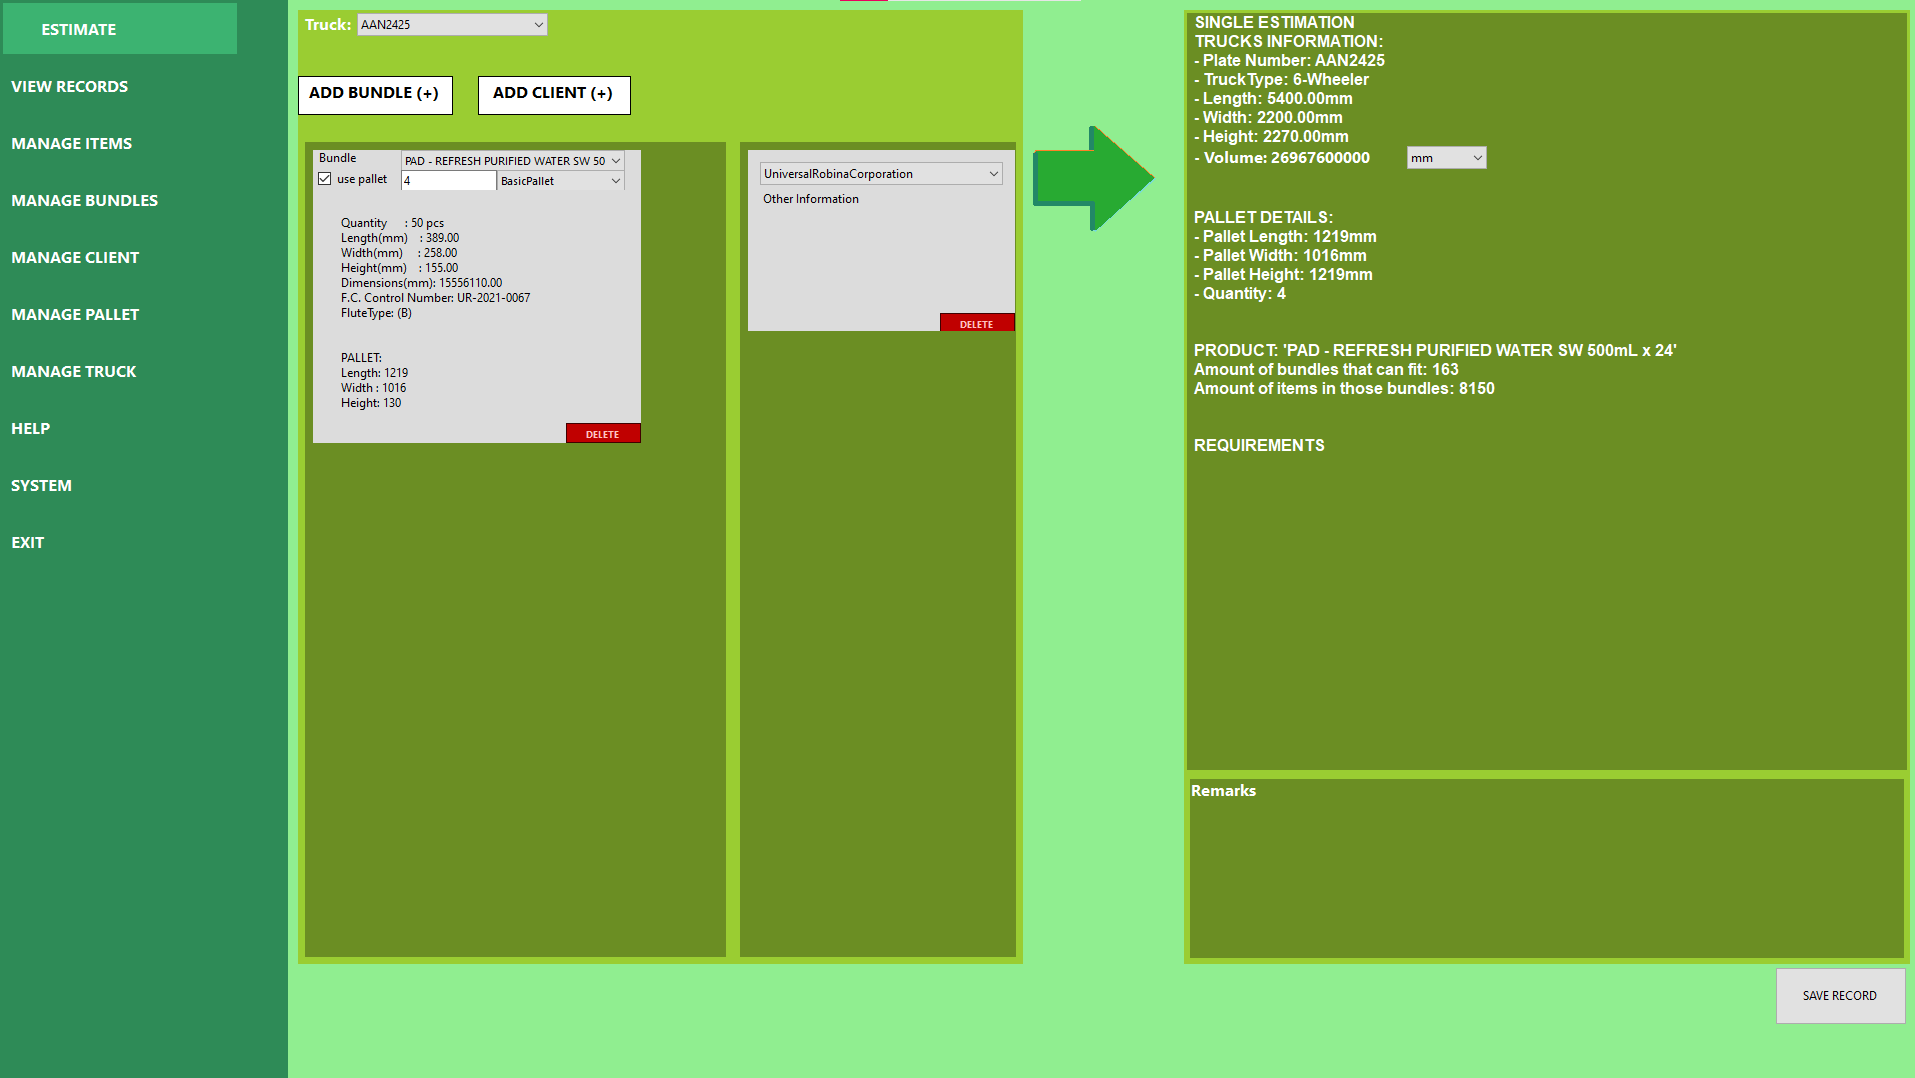 ESTIMATE
VIEW RECORDS
MANAGE ITEMS
MANAGE BUNDLES
MANAGE CLIENT
MANAGE PALLET
MANAGE TRUCK
HELP
SYSTEM
EXIT
Truck: AAN2425
ADD BUNDLE (+) ADD CLIENT (+)
Bundle PAD - REFRESH PURIFIED WATER SW 50
use pallet 4 BasicPallet
Quantity : 50 pcs
Length(mm) : 389.00
Width(mm) : 258.00
Height(mm) : 155.00
Dimensions(mm): 15556110.00
F.C. Control Number: UR-2021-0067
FluteType: (B)
PALLET:
Length: 1219
Width : 1016
Height: 130
DELETE
UniversalRobinaCorporation
Other Information
DELETE
SINGLE ESTIMATION
TRUCKS INFORMATION:
- Plate Number: AAN2425
- TruckType: 6-Wheeler
- Length: 5400.00mm
- Width: 2200.00mm
- Height: 2270.00mm
- Volume: 26967600000 mm
PALLET DETAILS:
- Pallet Length: 1219mm
- Pallet Width: 1016mm
- Pallet Height: 1219mm
- Quantity: 4
PRODUCT: 'PAD - REFRESH PURIFIED WATER SW 500mL x 24'
Amount of bundles that can fit: 163
Amount of items in those bundles: 8150
REQUIREMENTS
Remarks
SAVE RECORD